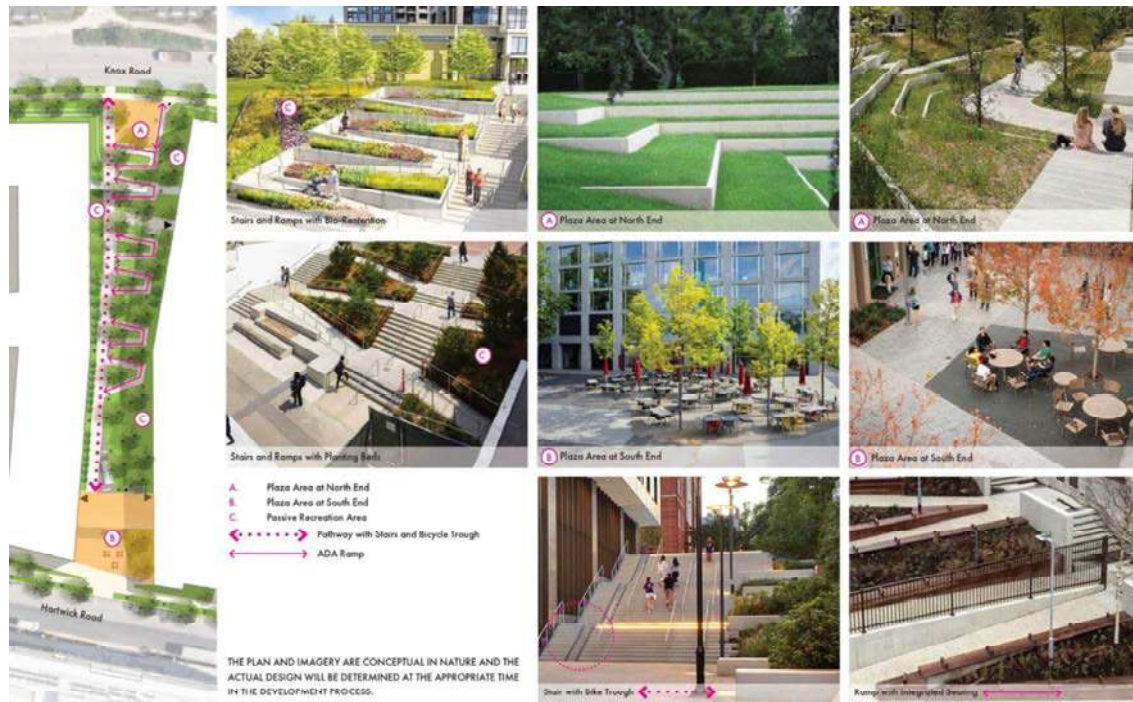 Knox Road
A
C
C
C
B
Hartwick Road
C
Stairs and Ramps with Bio-Retention
A Plaza Area at North End
A Plaza Area at North End
C
Stairs and Ramps with Planting Beds
B Plaza Area at South End
B Plaza Area at South End
A. Plaza Area at North End
B. Plaza Area at South End
C. Passive Recreation Area
Pathway with Stairs and Bicycle Trough
ADA Ramp
THE PLAN AND IMAGERY ARE CONCEPTUAL IN NATURE AND THE
ACTUAL DESIGN WILL BE DETERMINED AT THE APPROPRIATE TIME
IN THE DEVELOPMENT PROCESS.
Stair with Bike Trough
Ramp with Integrated Seating